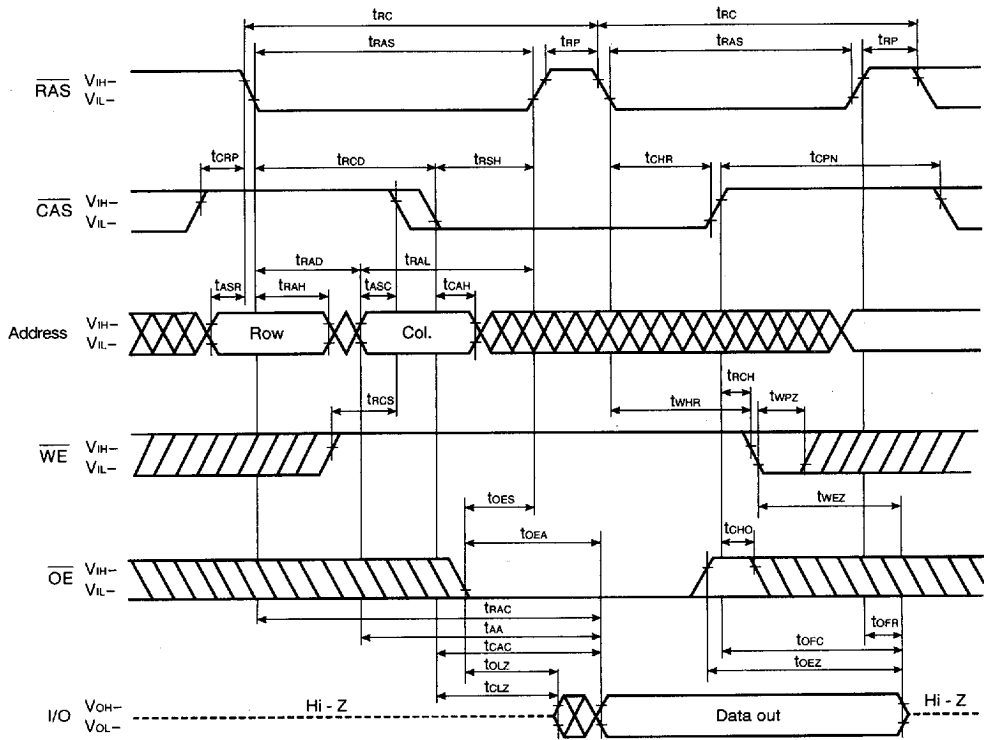 tRC tRC
tRAS tRP tRAS tRP
RAS VIH–
VIL–
tCRP tRCD tRSH tCHR tCPN
CAS VIH–
VIL–
tRAD tRAL
tASR tRAH tASC tCAH
Address VIH–
VIL–
Row Col.
tRCH
tRCS tWHR tWPZ
WE VIH–
VIL–
tOES tWEZ
tOEA tCHO
OE VIH–
VIL–
tRAC
tAA tOFR
tCAC tOFC
tOLZ tOEZ
tCLZ
I/O VOH–
VOL–
Hi - Z Data out Hi - Z